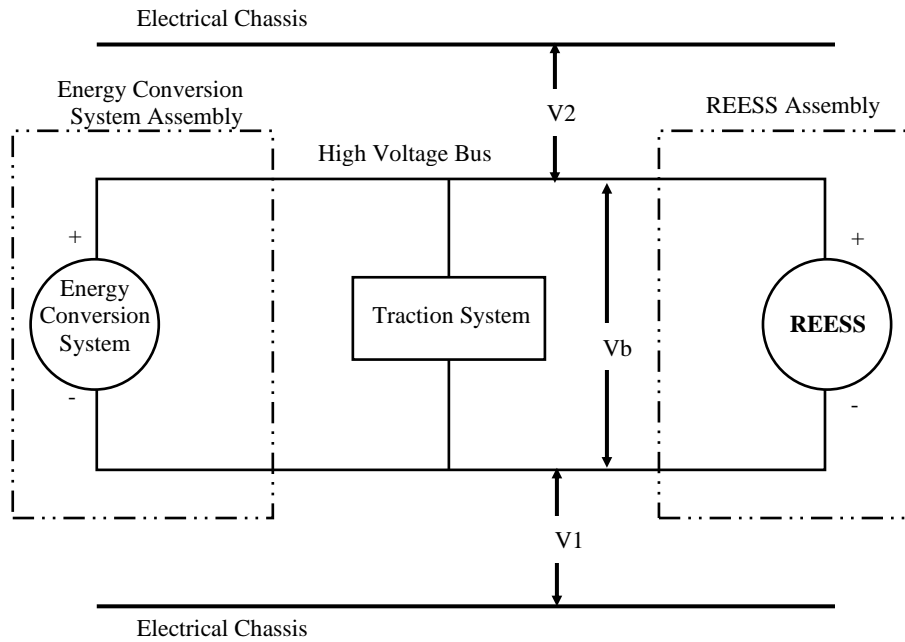 Electrical Chassis
Energy Conversion
System Assembly
V2
REESS Assembly
High Voltage Bus
+
+
Energy
Conversion
System
Traction System
Vb
REESS
-
-
V1
Electrical Chassis